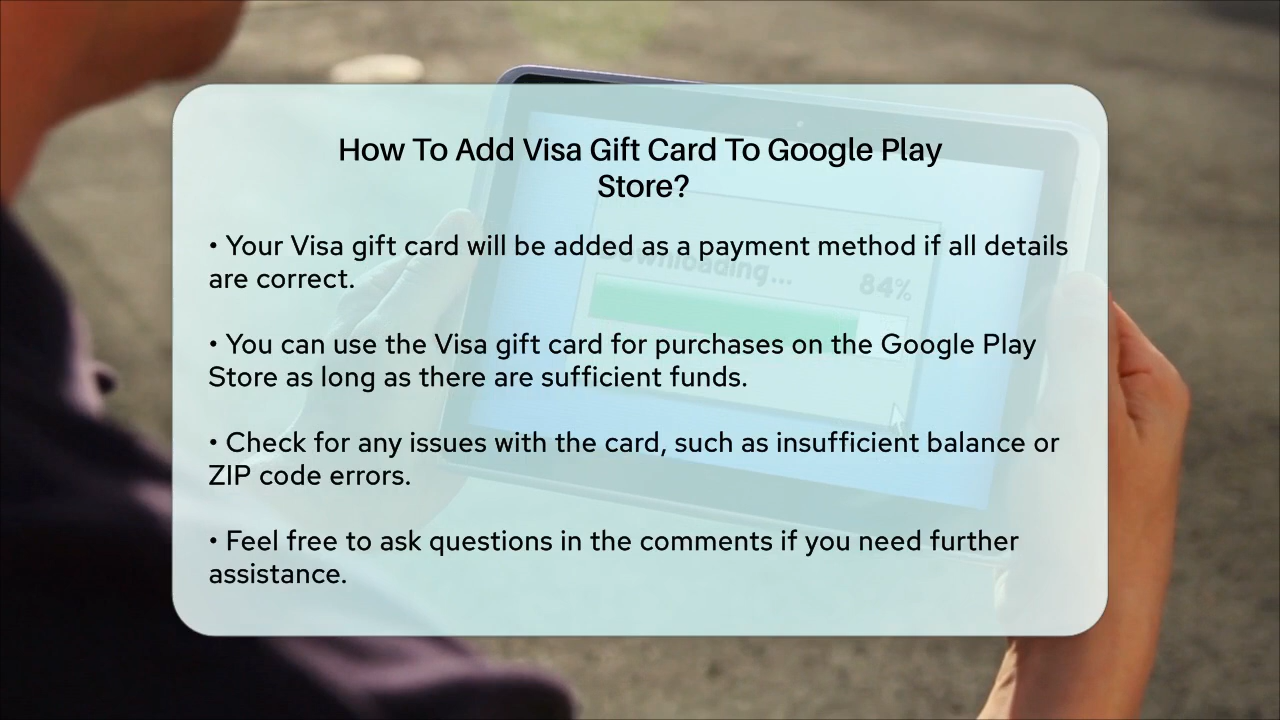 How To Add Visa Gift Card To Google Play
Store?
• Your Visa gift card will be added as a payment method if all details
are correct.
• You can use the Visa gift card for purchases on the Google Play
Store as long as there are sufficient funds.
• Check for any issues with the card, such as insufficient balance or
ZIP code errors.
• Feel free to ask questions in the comments if you need further
assistance.
Downloading...
84%